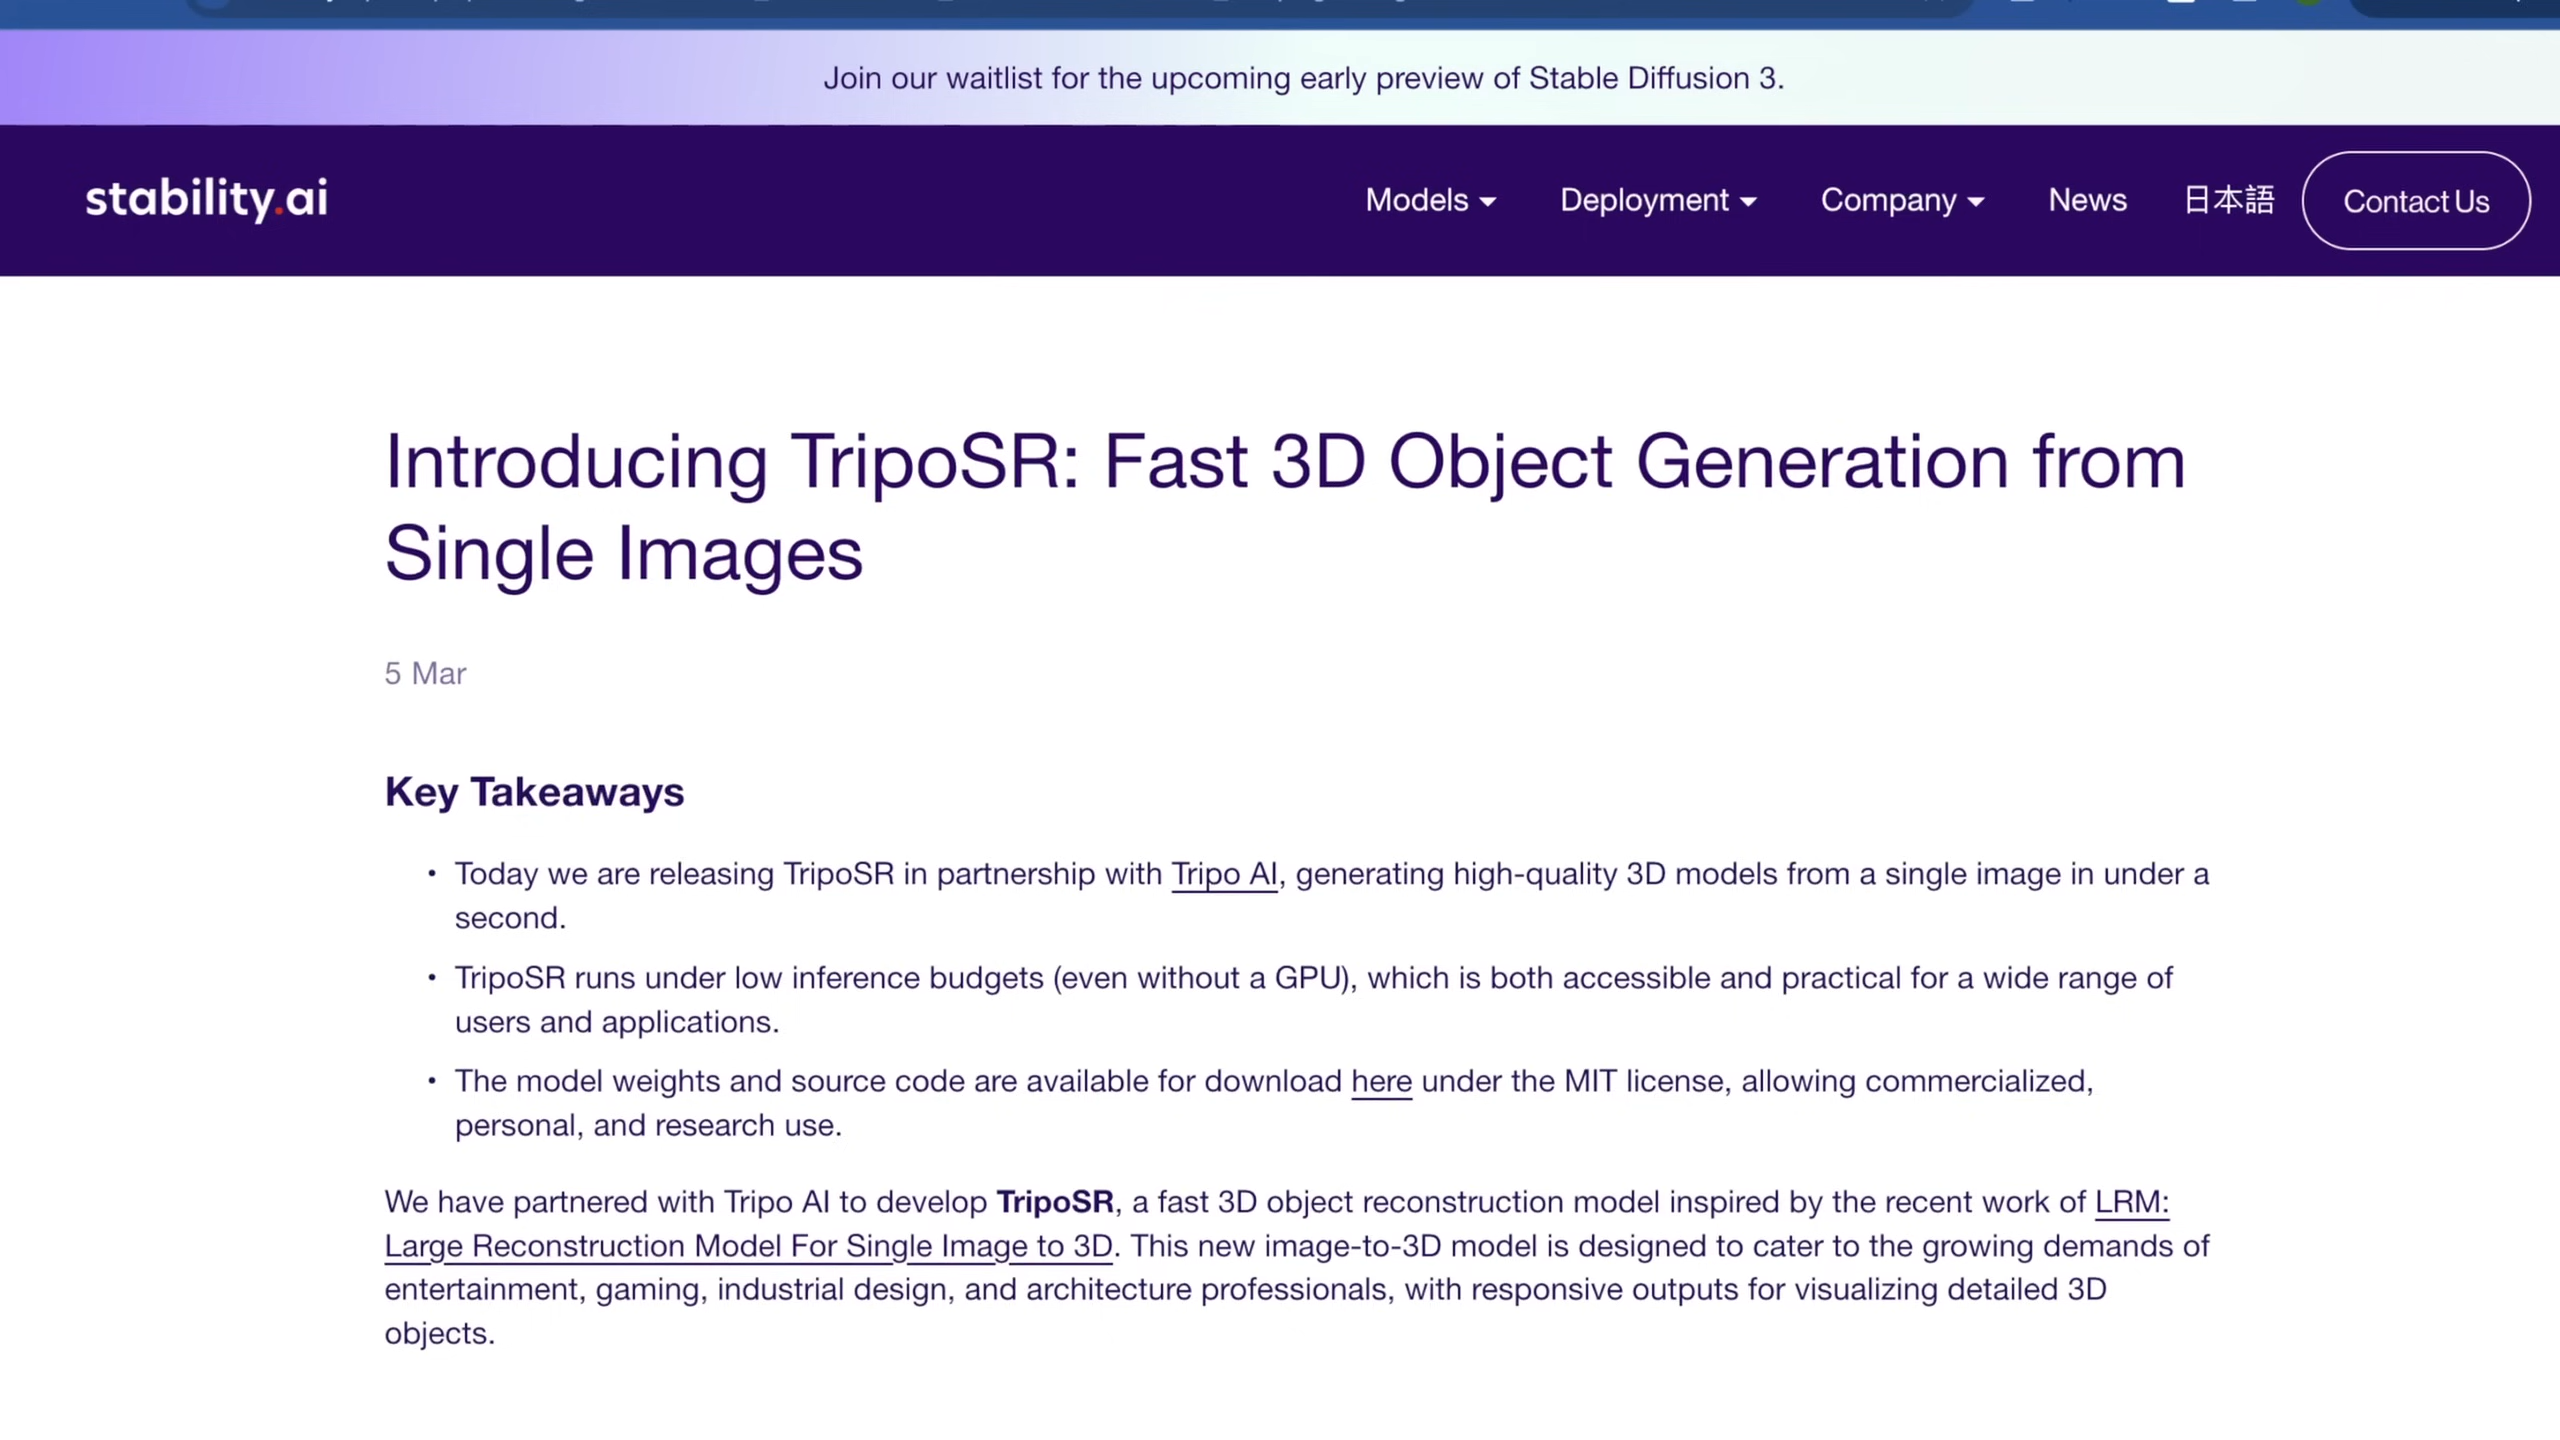 Join our waitlist for the upcoming early preview of Stable Diffusion 3.
stability.ai
Models
Deployment
Company
News
日本語
Contact Us
Introducing TripoSR: Fast 3D Object Generation from
Single Images
5 Mar
Key Takeaways
• Today we are releasing TripoSR in partnership with Tripo AI, generating high-quality 3D models from a single image in under a
second.
• TripoSR runs under low inference budgets (even without a GPU), which is both accessible and practical for a wide range of
users and applications.
• The model weights and source code are available for download here under the MIT license, allowing commercialized,
personal, and research use.
We have partnered with Tripo AI to develop TripoSR, a fast 3D object reconstruction model inspired by the recent work of LRM:
Large Reconstruction Model For Single Image to 3D. This new image-to-3D model is designed to cater to the growing demands of
entertainment, gaming, industrial design, and architecture professionals, with responsive outputs for visualizing detailed 3D
objects.